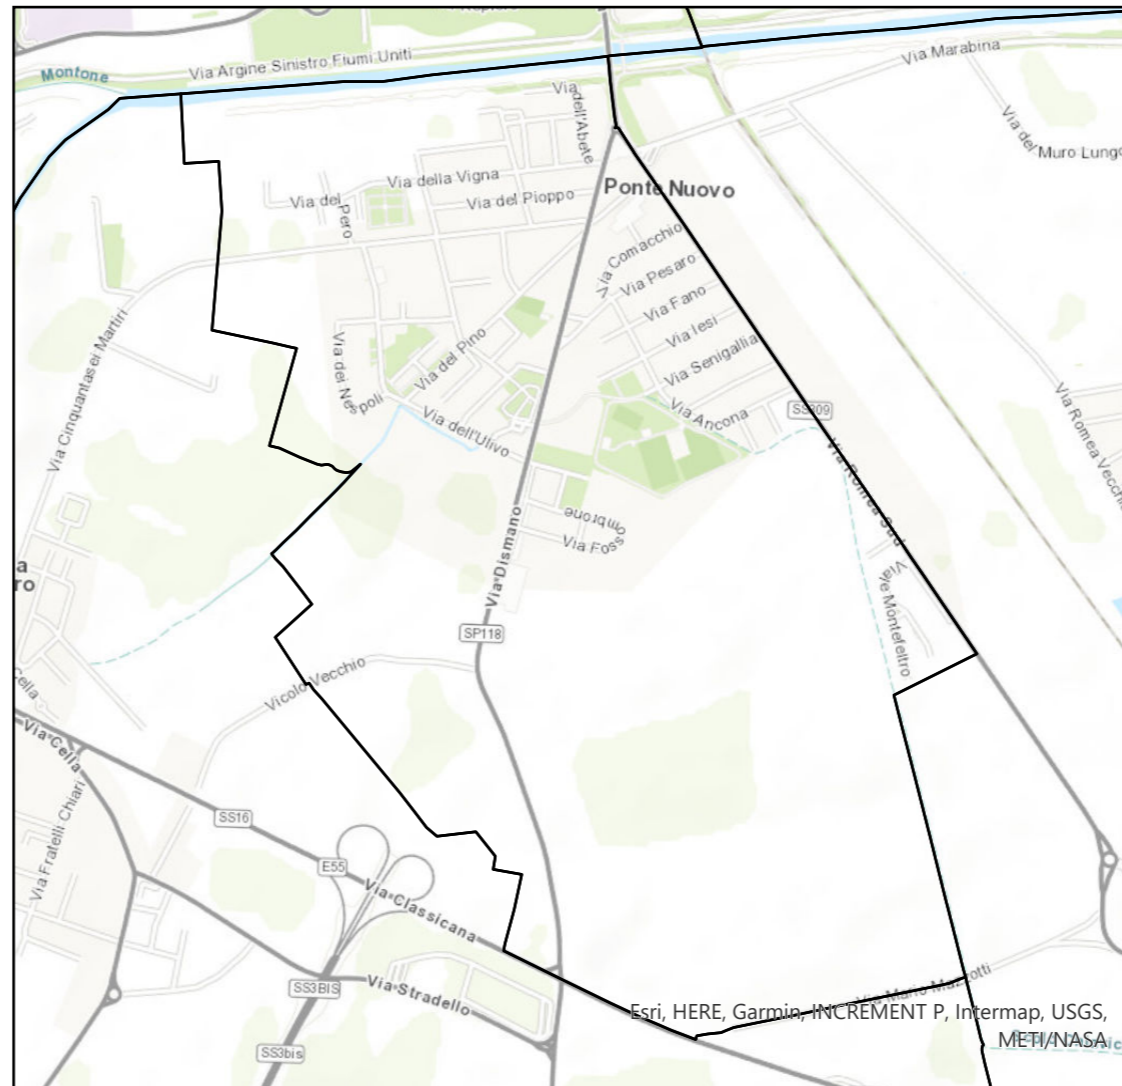 Via Argine Sinistro Fiumi Uniti
Via Marabina
Montone
Via dell'Abete
Via del Muro Lungo
Via della Vigna
Ponte Nuovo
Via del Pero
Via del Pioppo
Via Comacchio
Via Pesaro
Via Fano
Via Cinquantasei Martiri
Via Iesi
Via dei Nespoli
Via del Pino
Via Senigallia
Via Ancona
SS309
Via dell'Ulivo
Via Romea Vecchia
Via Romea Sud
Ombrone
Via Fosso
Via Dismano
Viale Montefeltro
SP118
Vicolo Vecchio
Cella
Via Cella
SS16
Via Fratelli Chiari
E55
Via Classicana
Via Mario Mazzotti
SS3BIS
Via Stradello
SS3bis
Esri, HERE, Garmin, INCREMENT P, Intermap, USGS,
METI/NASA